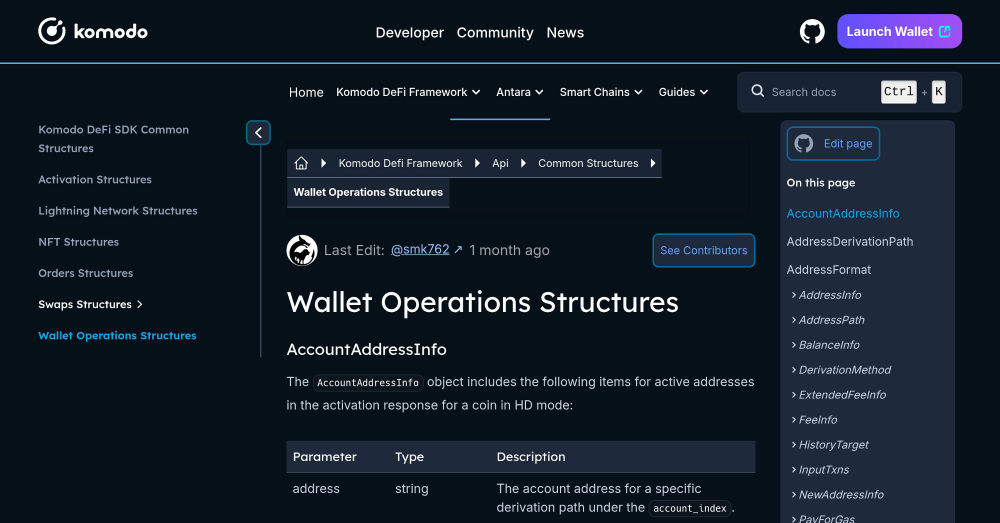 komodo
Developer Community News
Launch Wallet
Home Komodo DeFi Framework Antara Smart Chains Guides
Search docs Ctrl + K
Komodo DeFi SDK Common
Structures
Activation Structures
Lightning Network Structures
NFT Structures
Orders Structures
Swaps Structures
Wallet Operations Structures
Komodo Defi Framework Api Common Structures
Wallet Operations Structures
Last Edit: @smk762 ↗ 1 month ago
See Contributors
Wallet Operations Structures
AccountAddressInfo
The AccountAddressInfo object includes the following items for active addresses
in the activation response for a coin in HD mode:
Parameter Type Description
address string The account address for a specific
derivation path under the account_index.
Edit page
On this page
AccountAddressInfo
AddressDerivationPath
AddressFormat
AddressInfo
AddressPath
BalanceInfo
DerivationMethod
ExtendedFeeInfo
FeeInfo
HistoryTarget
InputTxns
NewAddressInfo
PayForGas